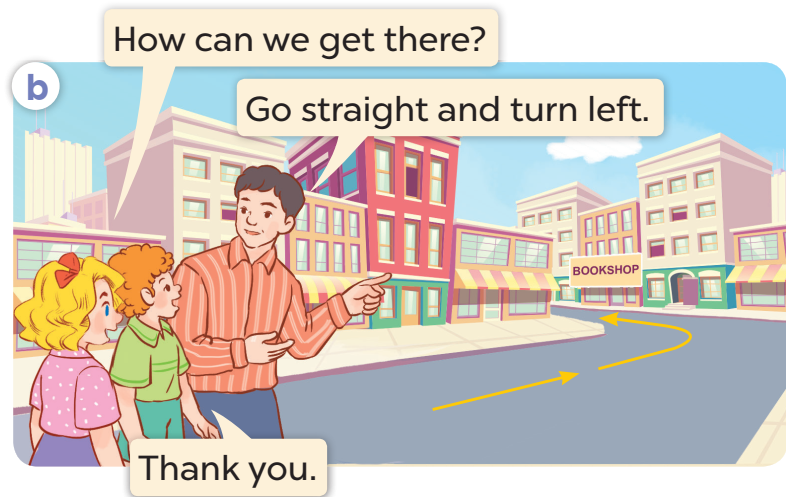 How can we get there?
b
Go straight and turn left.
BOOKSHOP
Thank you.